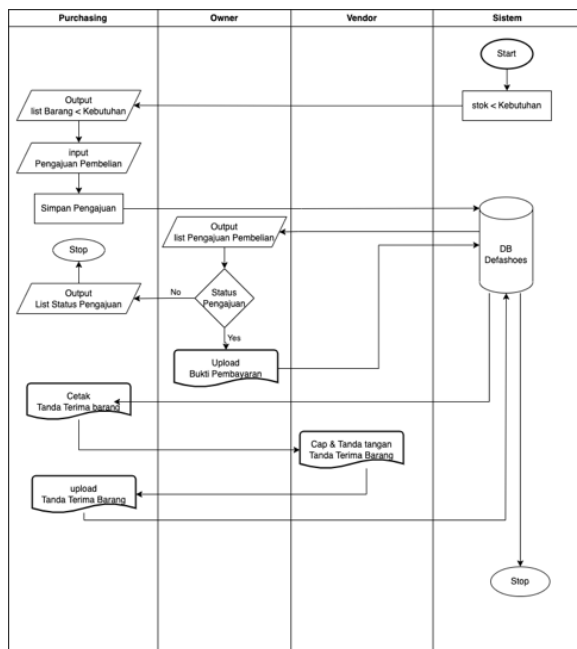 Purchasing
Owner
Vendor
Sistem
Start
Output
list Barang < Kebutuhan
stok < Kebutuhan
input
Pengajuan Pembelian
Simpan Pengajuan
Output
list Pengajuan Pembelian
DB
Defashoes
Stop
Output
List Status Pengajuan
No
Status
Pengajuan
Yes
Upload
Bukti Pembayaran
Cetak
Tanda Terima barang
Cap & Tanda tangan
Tanda Terima Barang
upload
Tanda Terima Barang
Stop